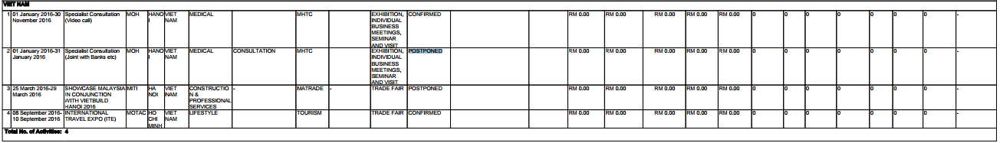 VIET NAM
1 01 January 2016-30 November 2016 Specialist Consultation (Video call) MOH HANOI VIET NAM MEDICAL MHTC EXHIBITION, INDIVIDUAL BUSINESS MEETINGS, SEMINAR AND VISIT CONFIRMED RM 0.00 RM 0.00 RM 0.00 RM 0.00 RM 0.00 0 0 0 0 0 0 -
2 01 January 2016-31 January 2016 Specialist Consultation (Joint with Banks etc) MOH HANOI VIET NAM MEDICAL CONSULTATION MHTC EXHIBITION, INDIVIDUAL BUSINESS MEETINGS, SEMINAR AND VISIT POSTPONED RM 0.00 RM 0.00 RM 0.00 RM 0.00 RM 0.00 0 0 0 0 0 0 -
3 25 March 2016-29 March 2016 SHOWCASE MALAYSIA IN CONJUNCTION WITH VIETBUILD HANOI 2016 MITI HA NOI VIET NAM CONSTRUCTION & PROFESSIONAL SERVICES - MATRADE - TRADE FAIR POSTPONED RM 0.00 RM 0.00 RM 0.00 RM 0.00 RM 0.00 0 0 0 0 0 0 -
4 08 September 2016-10 September 2016 INTERNATIONAL TRAVEL EXPO (ITE) MOTAC HO CHI MINH VIET NAM LIFESTYLE TOURISM TRADE FAIR CONFIRMED RM 0.00 RM 0.00 RM 0.00 RM 0.00 RM 0.00 0 0 0 0 0 0 -
Total No. of Activities: 4